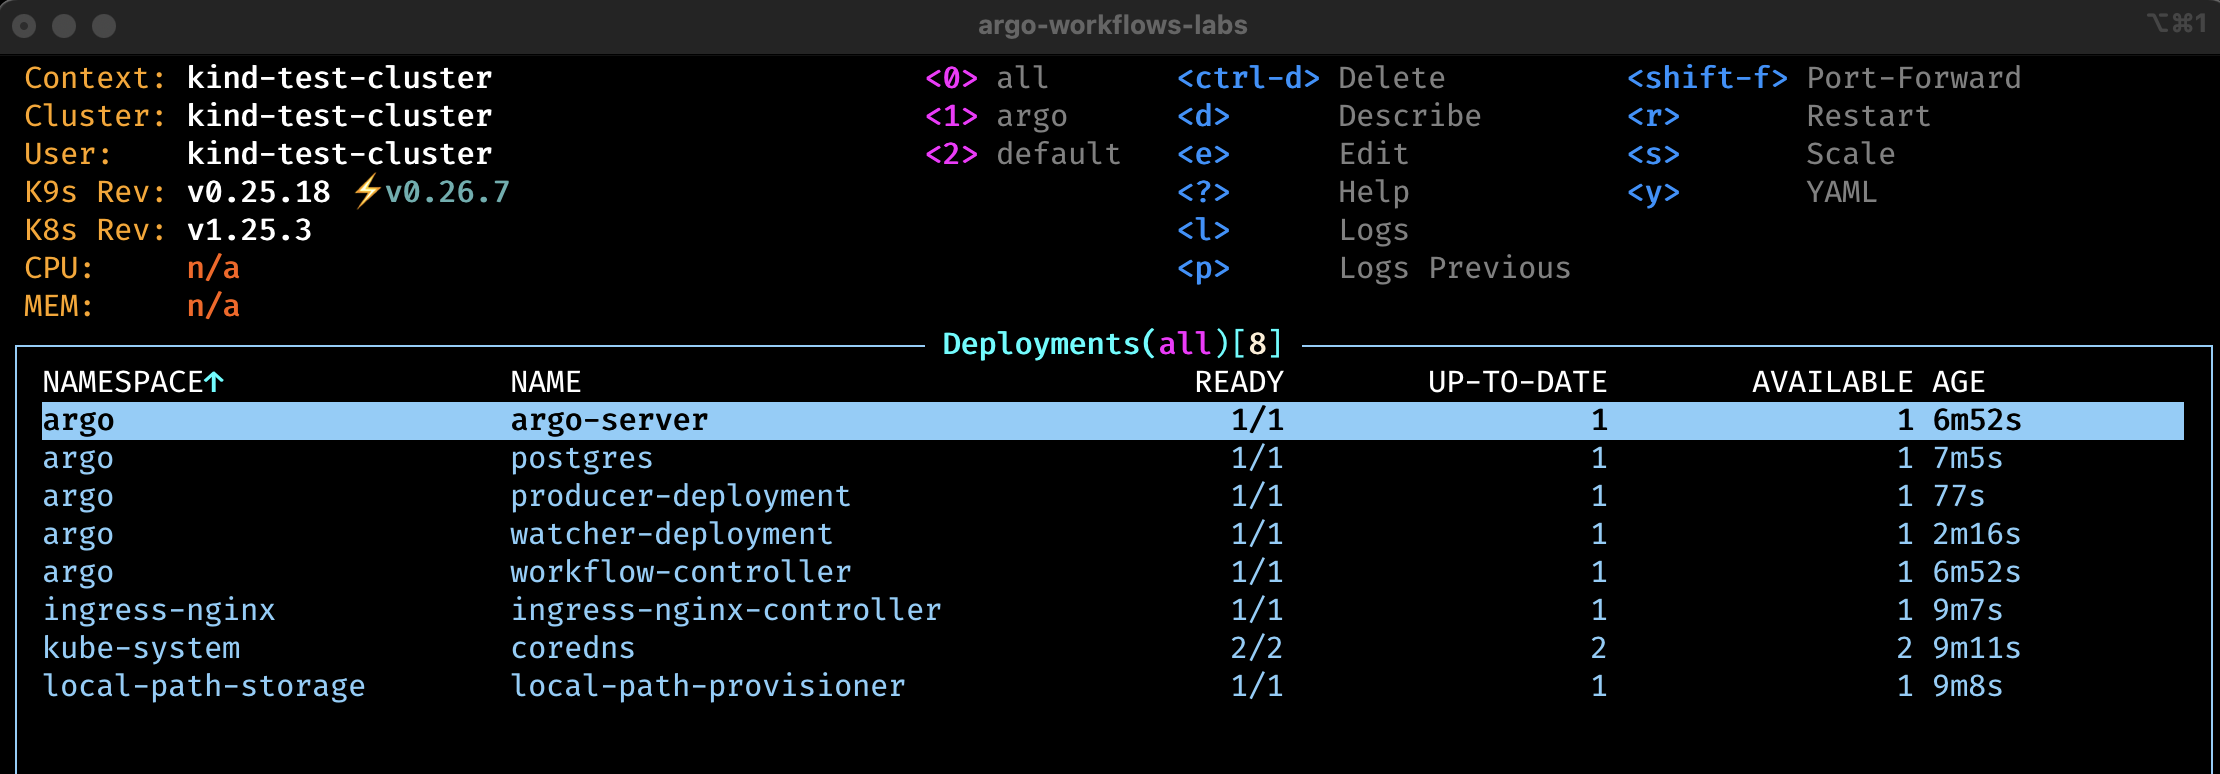 argo-workflows-labs ⌥⌘1
Context: kind-test-cluster <0> all <ctrl-d> Delete <shift-f> Port-Forward
Cluster: kind-test-cluster <1> argo <d> Describe <r> Restart
User: kind-test-cluster <2> default <e> Edit <s> Scale
K9s Rev: v0.25.18 ⚡v0.26.7 <?> Help <y> YAML
K8s Rev: v1.25.3 <l> Logs
CPU: n/a <p> Logs Previous
MEM: n/a
Deployments(all)[8]
NAMESPACE↑ NAME READY UP-TO-DATE AVAILABLE AGE
argo argo-server 1/1 1 1 6m52s
argo postgres 1/1 1 1 7m5s
argo producer-deployment 1/1 1 1 77s
argo watcher-deployment 1/1 1 1 2m16s
argo workflow-controller 1/1 1 1 6m52s
ingress-nginx ingress-nginx-controller 1/1 1 1 9m7s
kube-system coredns 2/2 2 2 9m11s
local-path-storage local-path-provisioner 1/1 1 1 9m8s